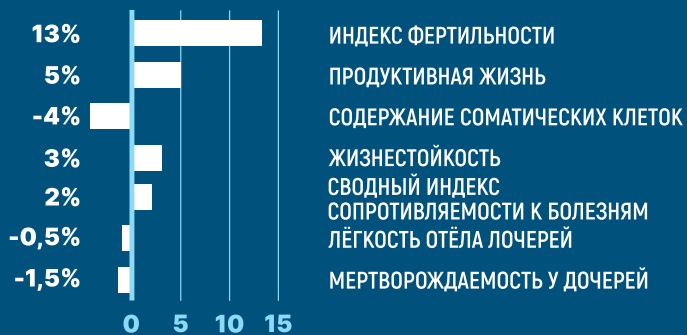 13% ИНДЕКС ФЕРТИЛЬНОСТИ
5% ПРОДУКТИВНАЯ ЖИЗНЬ
-4% СОДЕРЖАНИЕ СОМАТИЧЕСКИХ КЛЕТОК
3% ЖИЗНЕСТОЙКОСТЬ
2% СВОДНЫЙ ИНДЕКС
СОПРОТИВЛЯЕМОСТИ К БОЛЕЗНЯМ
-0,5% ЛЁГКОСТЬ ОТЁЛА ЛОЧЕРЕЙ
-1,5% МЕРТВОРОЖДАЕМОСТЬ У ДОЧЕРЕЙ
0 5 10 15